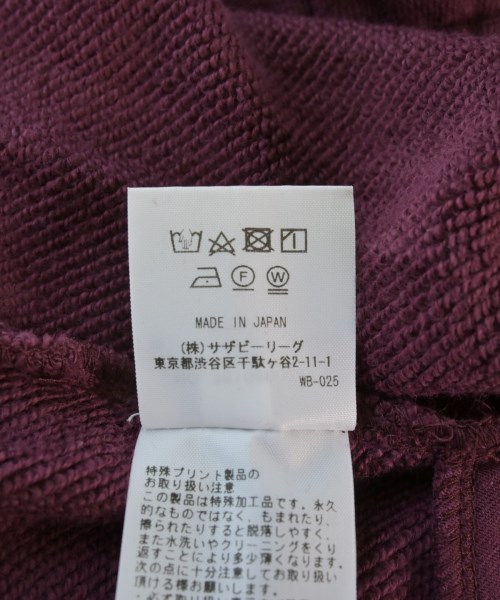 F W
MADE IN JAPAN
(株)サザビーリーグ
東京都渋谷区千駄ヶ谷2-11-1
WB-025
特殊プリント製品の
お取り扱い注意
この製品は特殊加工品です。永久
的なものではなく、もまれたり、
擦られたりすると脱落しやすく、
また水洗いやクリーニングをくり
返すことにより多少薄くなります。
次の点に十分注意してお取り扱い
頂ける様お願いします。
・必ず取り扱い